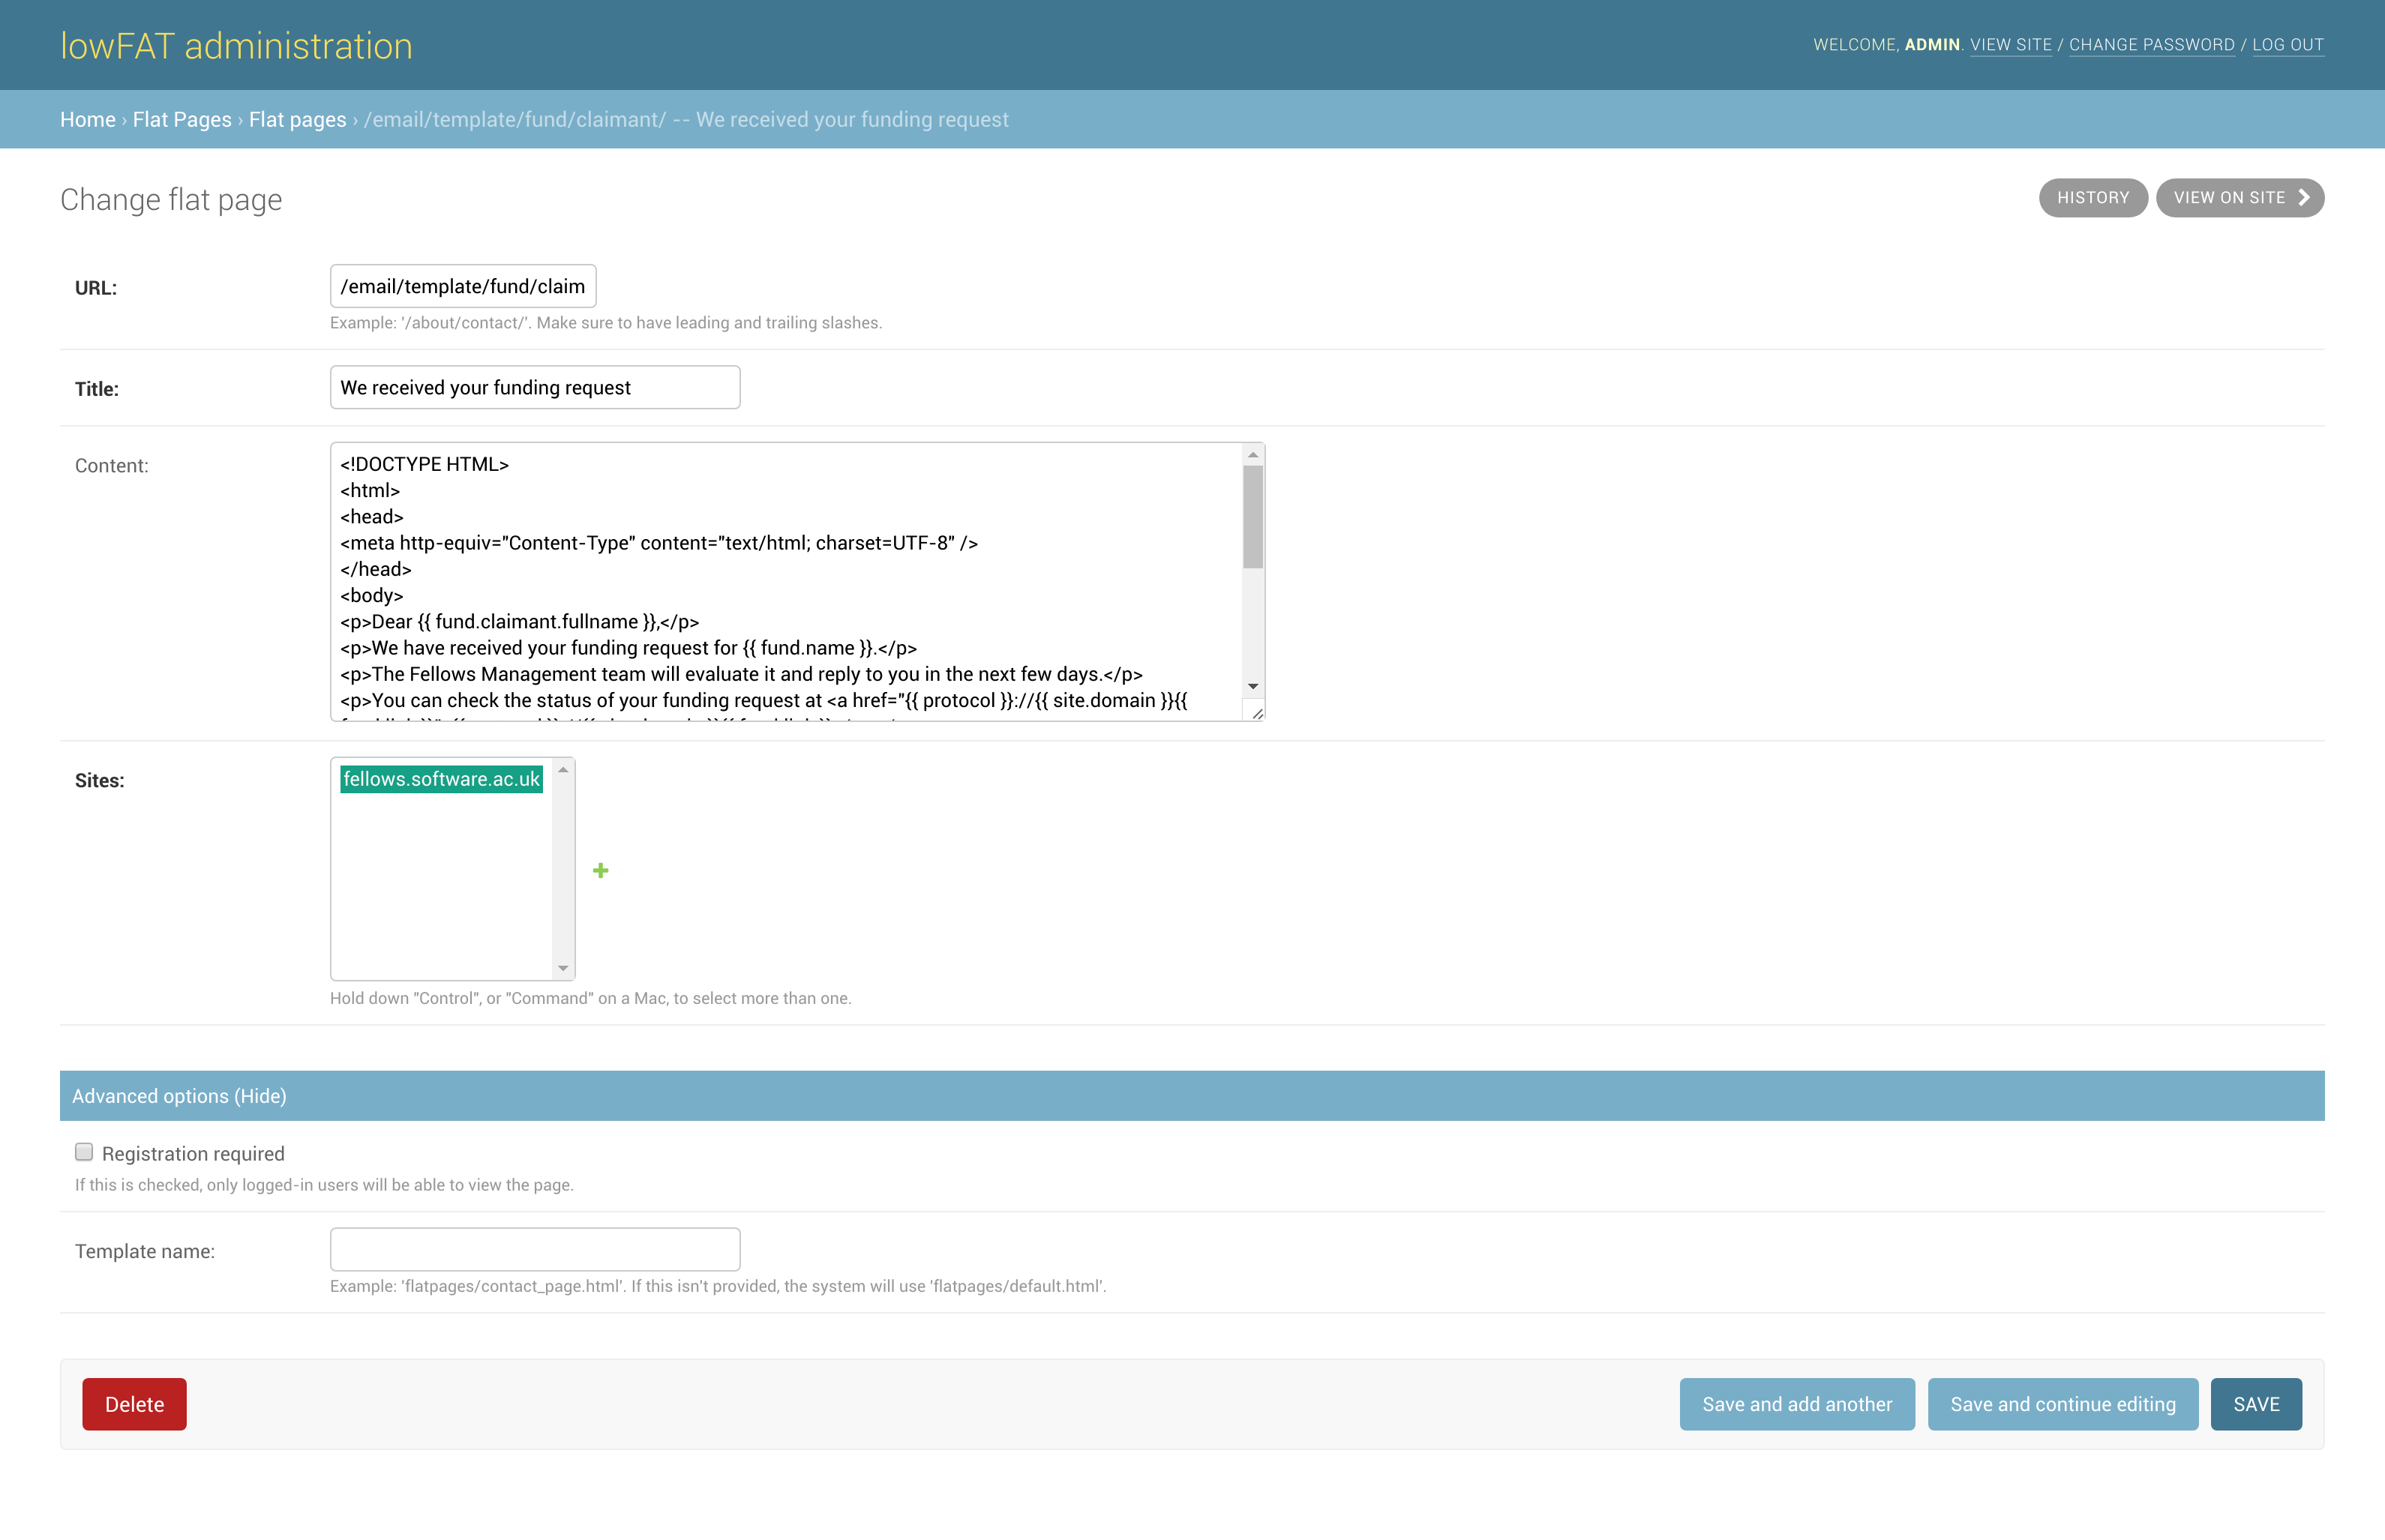 lowFAT administration
WELCOME, ADMIN. VIEW SITE / CHANGE PASSWORD / LOG OUT
Home › Flat Pages › Flat pages › /email/template/fund/claimant/ -- We received your funding request
Change flat page
HISTORY
VIEW ON SITE
URL:
/email/template/fund/claim
Example: '/about/contact/'. Make sure to have leading and trailing slashes.
Title:
We received your funding request
Content:
<!DOCTYPE HTML>
<html>
<head>
<meta http-equiv="Content-Type" content="text/html; charset=UTF-8" />
</head>
<body>
<p>Dear {{ fund.claimant.fullname }},</p>
<p>We have received your funding request for {{ fund.name }}.</p>
<p>The Fellows Management team will evaluate it and reply to you in the next few days.</p>
<p>You can check the status of your funding request at <a href="{{ protocol }}://{{ site.domain }}{{
Sites:
fellows.software.ac.uk
Hold down "Control", or "Command" on a Mac, to select more than one.
Advanced options (Hide)
Registration required
If this is checked, only logged-in users will be able to view the page.
Template name:
Example: 'flatpages/contact_page.html'. If this isn't provided, the system will use 'flatpages/default.html'.
Delete
Save and add another
Save and continue editing
SAVE